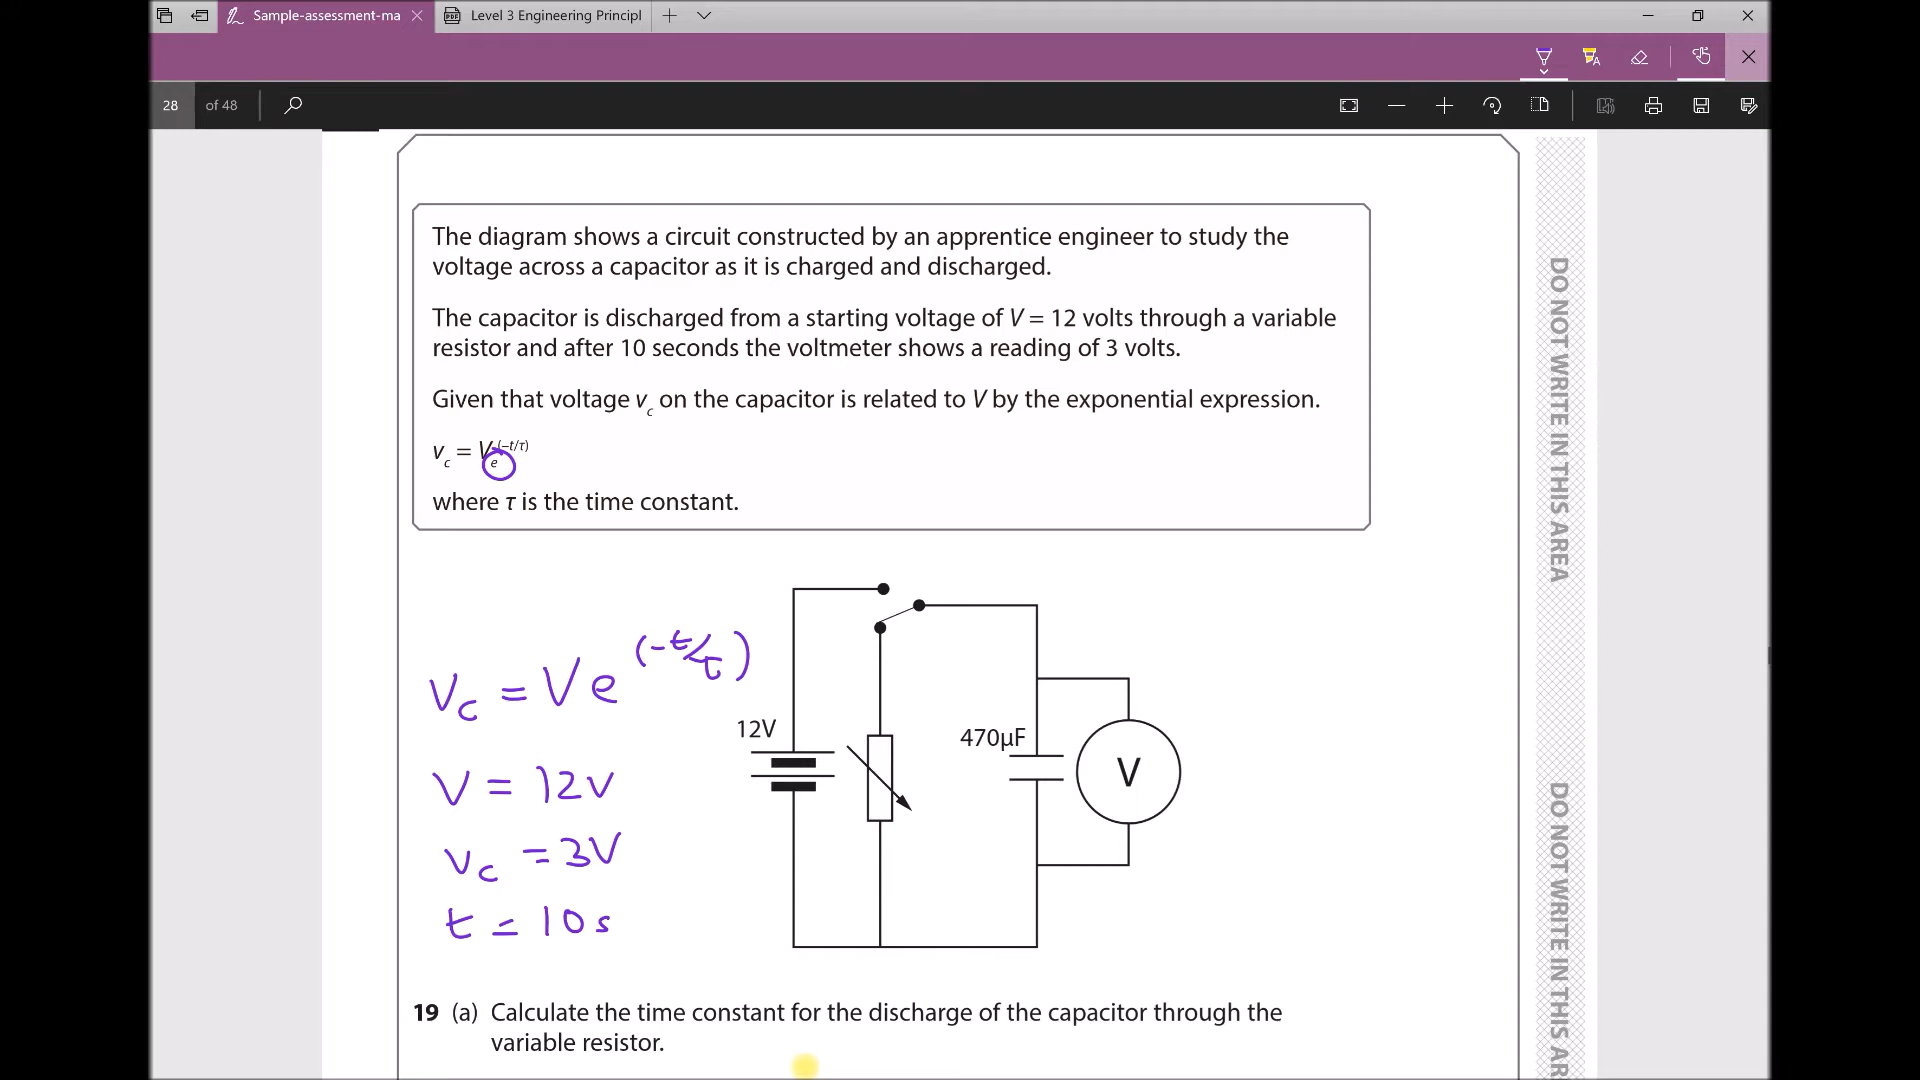 Sample-assessment-ma
Level 3 Engineering Principl
28 of 48
The diagram shows a circuit constructed by an apprentice engineer to study the
voltage across a capacitor as it is charged and discharged.
The capacitor is discharged from a starting voltage of V = 12 volts through a variable
resistor and after 10 seconds the voltmeter shows a reading of 3 volts.
Given that voltage v_c on the capacitor is related to V by the exponential expression.
v_c = V_e^(–t/τ)
where τ is the time constant.
DO NOT WRITE IN THIS AREA
v_c = Ve^(-t/τ)
12V
470µF
V
V = 12V
v_c = 3V
t = 10s
DO NOT WRITE IN THIS AR
19 (a) Calculate the time constant for the discharge of the capacitor through the
variable resistor.